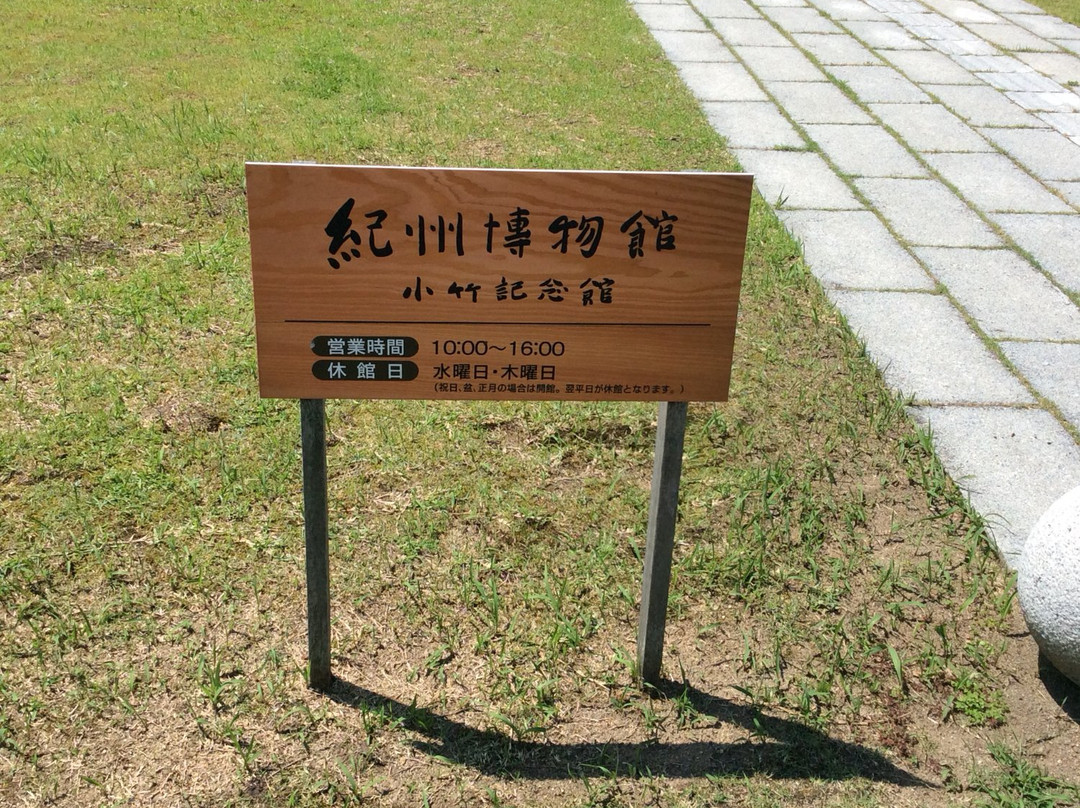 紀州博物館
小竹記念館
営業時間 10:00～16:00
休館日 水曜日・木曜日
(祝日、盆、正月の場合は開館。翌平日が休館となります。)